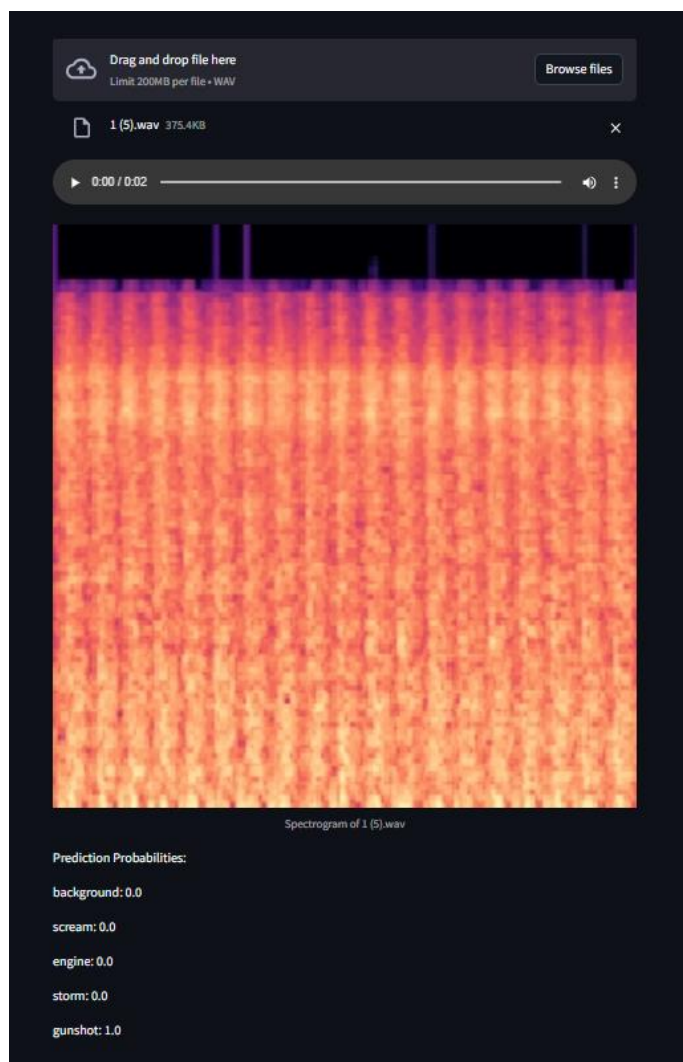 Drag and drop file here
Limit 200MB per file • WAV
Browse files
1 (5).wav 375.4KB
0:00 / 0:02
Spectrogram of 1 (5).wav
Prediction Probabilities:
background: 0.0
scream: 0.0
engine: 0.0
storm: 0.0
gunshot: 1.0